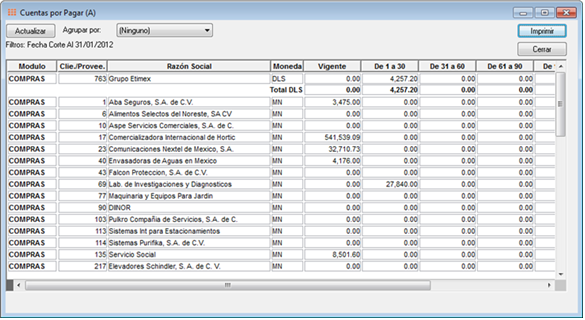 Cuentas por Pagar (A)
Actualizar Agrupar por: (Ninguno) Imprimir
Filtros: Fecha Corte Al 31/01/2012 Cerrar
Modulo Clie./Provee. Razón Social Moneda Vigente De 1 a 30 De 31 a 60 De 61 a 90
COMPRAS 763 Grupo Etimex DLS 0.00 4,257.20 0.00 0.00
Total DLS 0.00 4,257.20 0.00 0.00
COMPRAS 1 Aba Seguros, S.A. de C.V. MN 3,475.00 0.00 0.00 0.00
COMPRAS 6 Alimentos Selectos del Noreste, SA CV MN 0.00 0.00 0.00 0.00
COMPRAS 10 Aspe Servicios Comerciales, S.A. de C. MN 0.00 0.00 0.00 0.00
COMPRAS 17 Comercializadora Internacional de Hortic MN 541,539.09 0.00 0.00 0.00
COMPRAS 23 Comunicaciones Nextel de Mexico, S.A. MN 32,710.73 0.00 0.00 0.00
COMPRAS 40 Envasadoras de Aguas en Mexico MN 4,176.00 0.00 0.00 0.00
COMPRAS 43 Falcon Proteccion, S.A. de C.V. MN 0.00 0.00 0.00 0.00
COMPRAS 69 Lab. de Investigaciones y Diagnosticos MN 0.00 27,840.00 0.00 0.00
COMPRAS 77 Maquinaria y Equipos Para Jardin MN 0.00 0.00 0.00 0.00
COMPRAS 90 DIINOR MN 0.00 0.00 0.00 0.00
COMPRAS 103 Pulkro Compañia de Servicios, S.A. de C. MN 0.00 0.00 0.00 0.00
COMPRAS 113 Sistemas Int para Estacionamientos MN 0.00 0.00 0.00 0.00
COMPRAS 114 Sistemas Purifika, S.A. de C.V. MN 0.00 0.00 0.00 0.00
COMPRAS 135 Servicio Social MN 8,501.60 0.00 0.00 0.00
COMPRAS 217 Elevadores Schindler, S.A. de C. V. MN 0.00 0.00 0.00 0.00